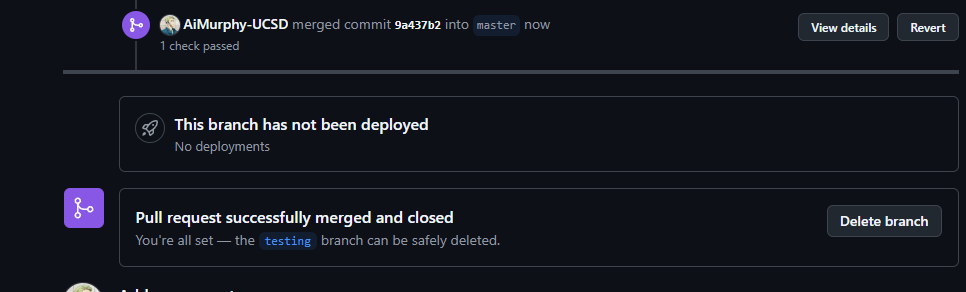 AiMurphy-UCSD merged commit 9a437b2 into master now
View details
Revert
1 check passed
This branch has not been deployed
No deployments
Pull request successfully merged and closed
You're all set — the testing branch can be safely deleted.
Delete branch